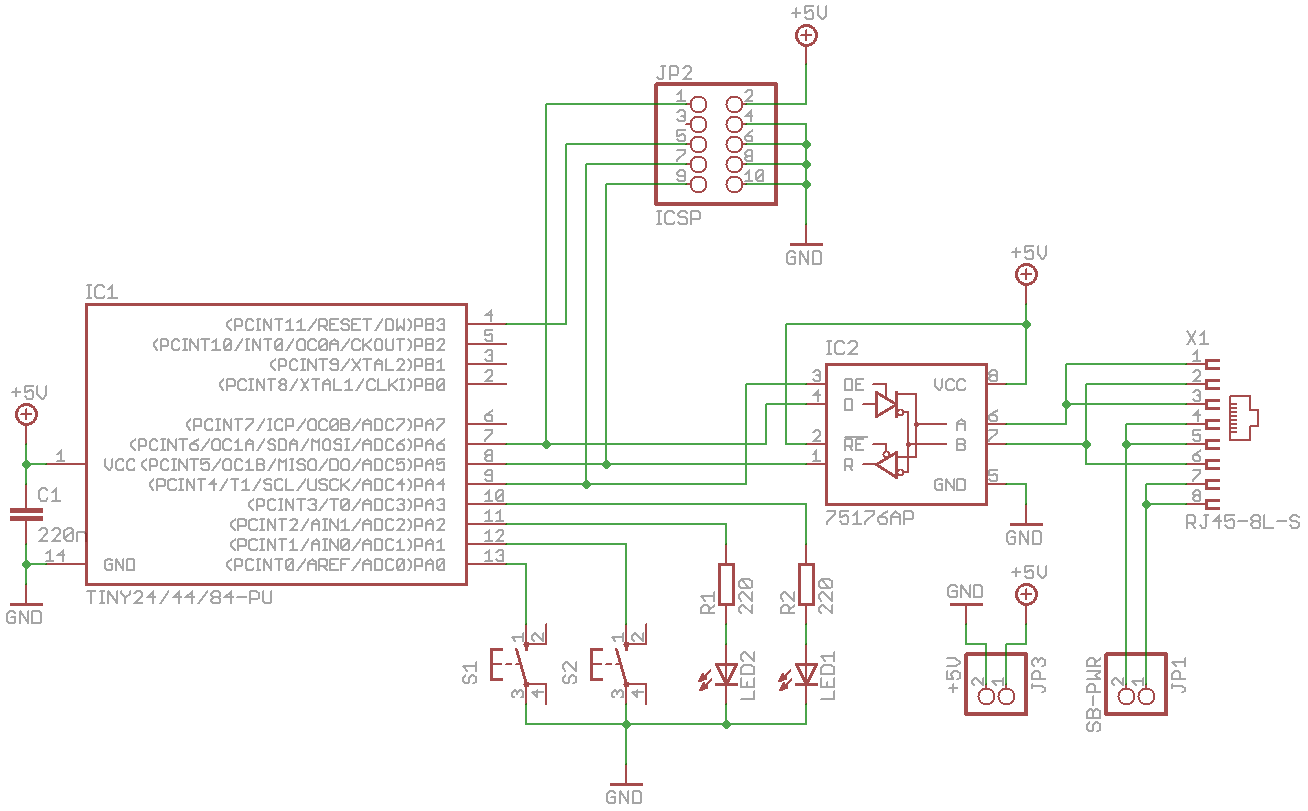 +5V
JP2
1 2
3 4
5 6
7 8
9 10
ICSP
GND
+5V
IC1
(PCINT11/RESET/DW)PB3 4
(PCINT10/INT0/OC0A/CKOUT)PB2 5
(PCINT9/XTAL2)PB1 3
(PCINT8/XTAL1/CLKI)PB0 2
(PCINT7/ICP/OC0B/ADC7)PA7 6
(PCINT6/OC1A/SDA/MOSI/ADC6)PA6 7
1 VCC (PCINT5/OC1B/MISO/DO/ADC5)PA5 8
(PCINT4/T1/SCL/USCK/ADC4)PA4 9
(PCINT3/T0/ADC3)PA3 10
(PCINT2/AIN1/ADC2)PA2 11
(PCINT1/AIN0/ADC1)PA1 12
14 GND (PCINT0/AREF/ADC0)PA0 13
TINY24/44/84-PU
+5V
C1
220n
GND
IC2
3 DE VCC 8
4 D A 6
2 RE B 7
1 R GND 5
75176AP
GND
X1
1
2
3
4
5
6
7
8
RJ45-8L-S
R1
220
R2
220
S1
1 2
3 4
S2
1 2
3 4
LED2
LED1
GND
GND
+5V
+5V
2 1
JP3
SB-PWR
2 1
JP1